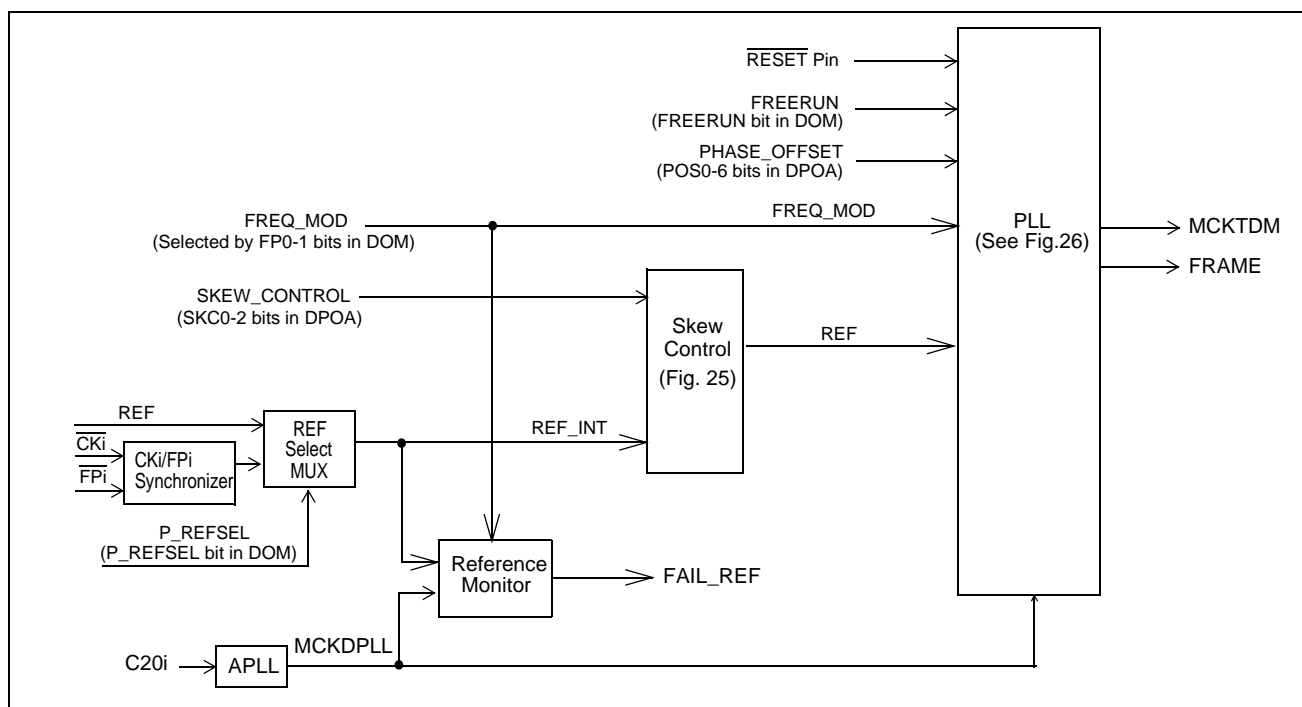 RESET Pin
FREERUN
(FREERUN bit in DOM)
PHASE_OFFSET
(POS0-6 bits in DPOA)
FREQ_MOD
(Selected by FP0-1 bits in DOM)
FREQ_MOD
PLL
(See Fig.26)
MCKTDM
FRAME
SKEW_CONTROL
(SKC0-2 bits in DPOA)
Skew
Control
(Fig. 25)
REF
REF
CKi
FPi
CKi/FPi
Synchronizer
REF
Select
MUX
REF_INT
P_REFSEL
(P_REFSEL bit in DOM)
Reference
Monitor
FAIL_REF
C20i
APLL
MCKDPLL